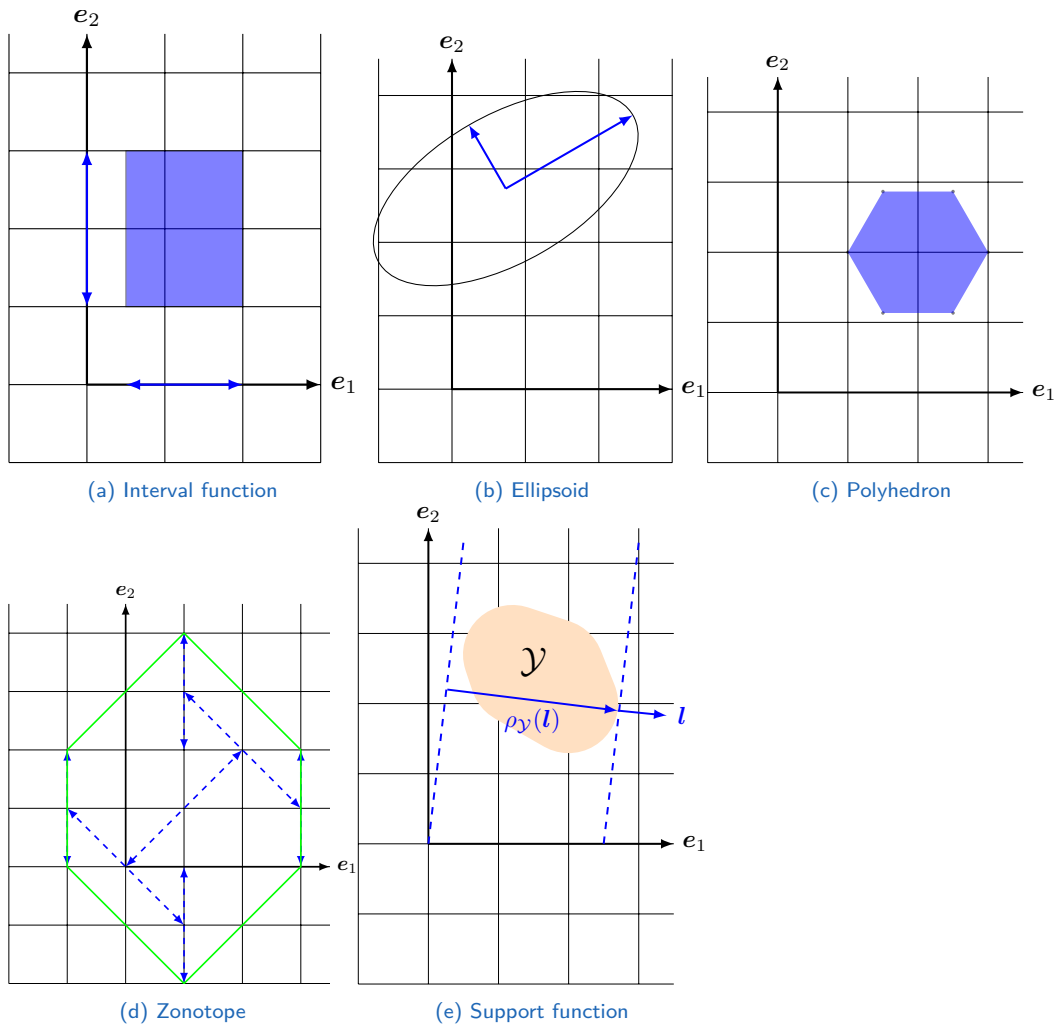 e₂
e₁
(a) Interval function
e₂
e₁
(b) Ellipsoid
e₂
e₁
(c) Polyhedron
e₂
e₁
(d) Zonotope
e₂
𝒴
ρ𝒴(l)
l
e₁
(e) Support function